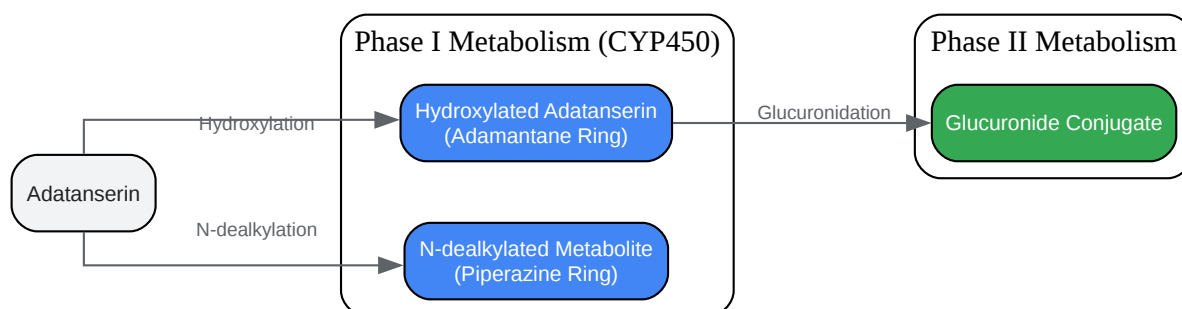 Phase I Metabolism (CYP450)
Phase II Metabolism
Hydroxylated Adatanserin
(Adamantane Ring)
Glucuronidation
Glucuronide Conjugate
Hydroxylation
Adatanserin
N-dealkylation
N-dealkylated Metabolite
(Piperazine Ring)